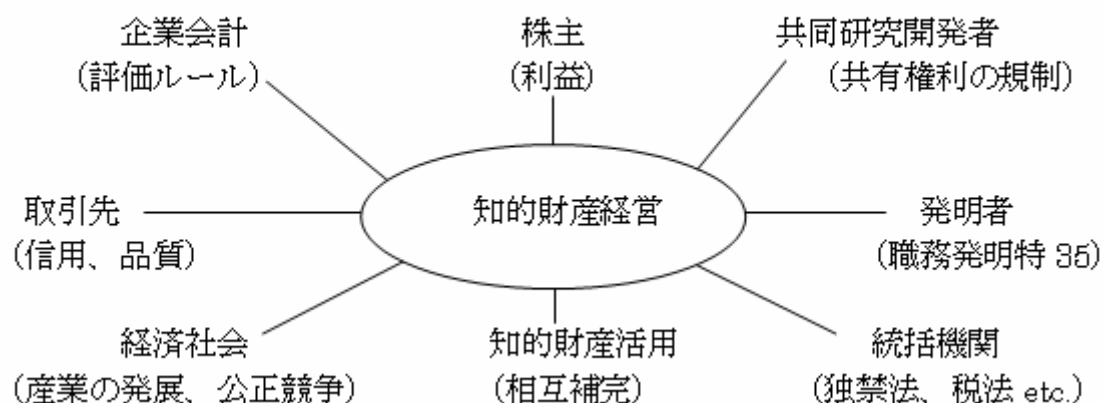 企業会計
(評価ルール)
株主
(利益)
共同研究開発者
(共有権利の規制)
取引先
(信用、品質)
知的財産経営
発明者
(職務発明特 35)
経済社会
(産業の発展、公正競争)
知的財産活用
(相互補完)
統括機関
(独禁法、税法 etc.)